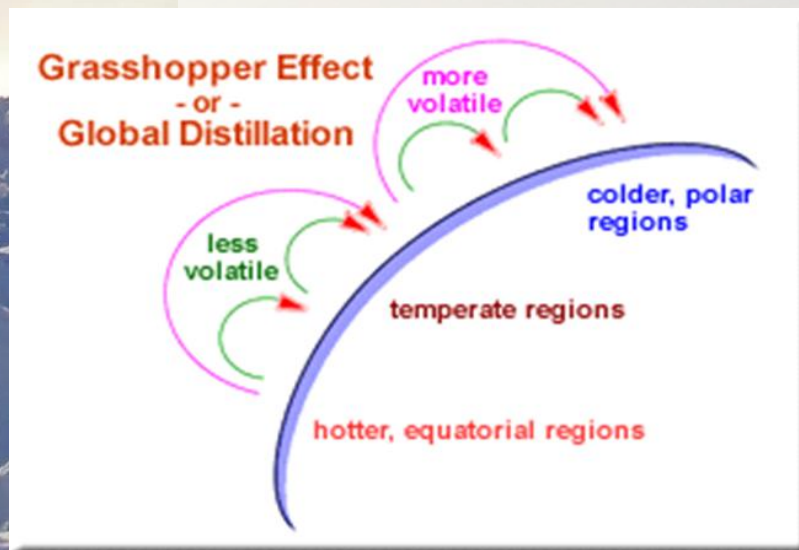 Grasshopper Effect
- or -
Global Distillation
more
volatile
less
volatile
colder, polar
regions
temperate regions
hotter, equatorial regions